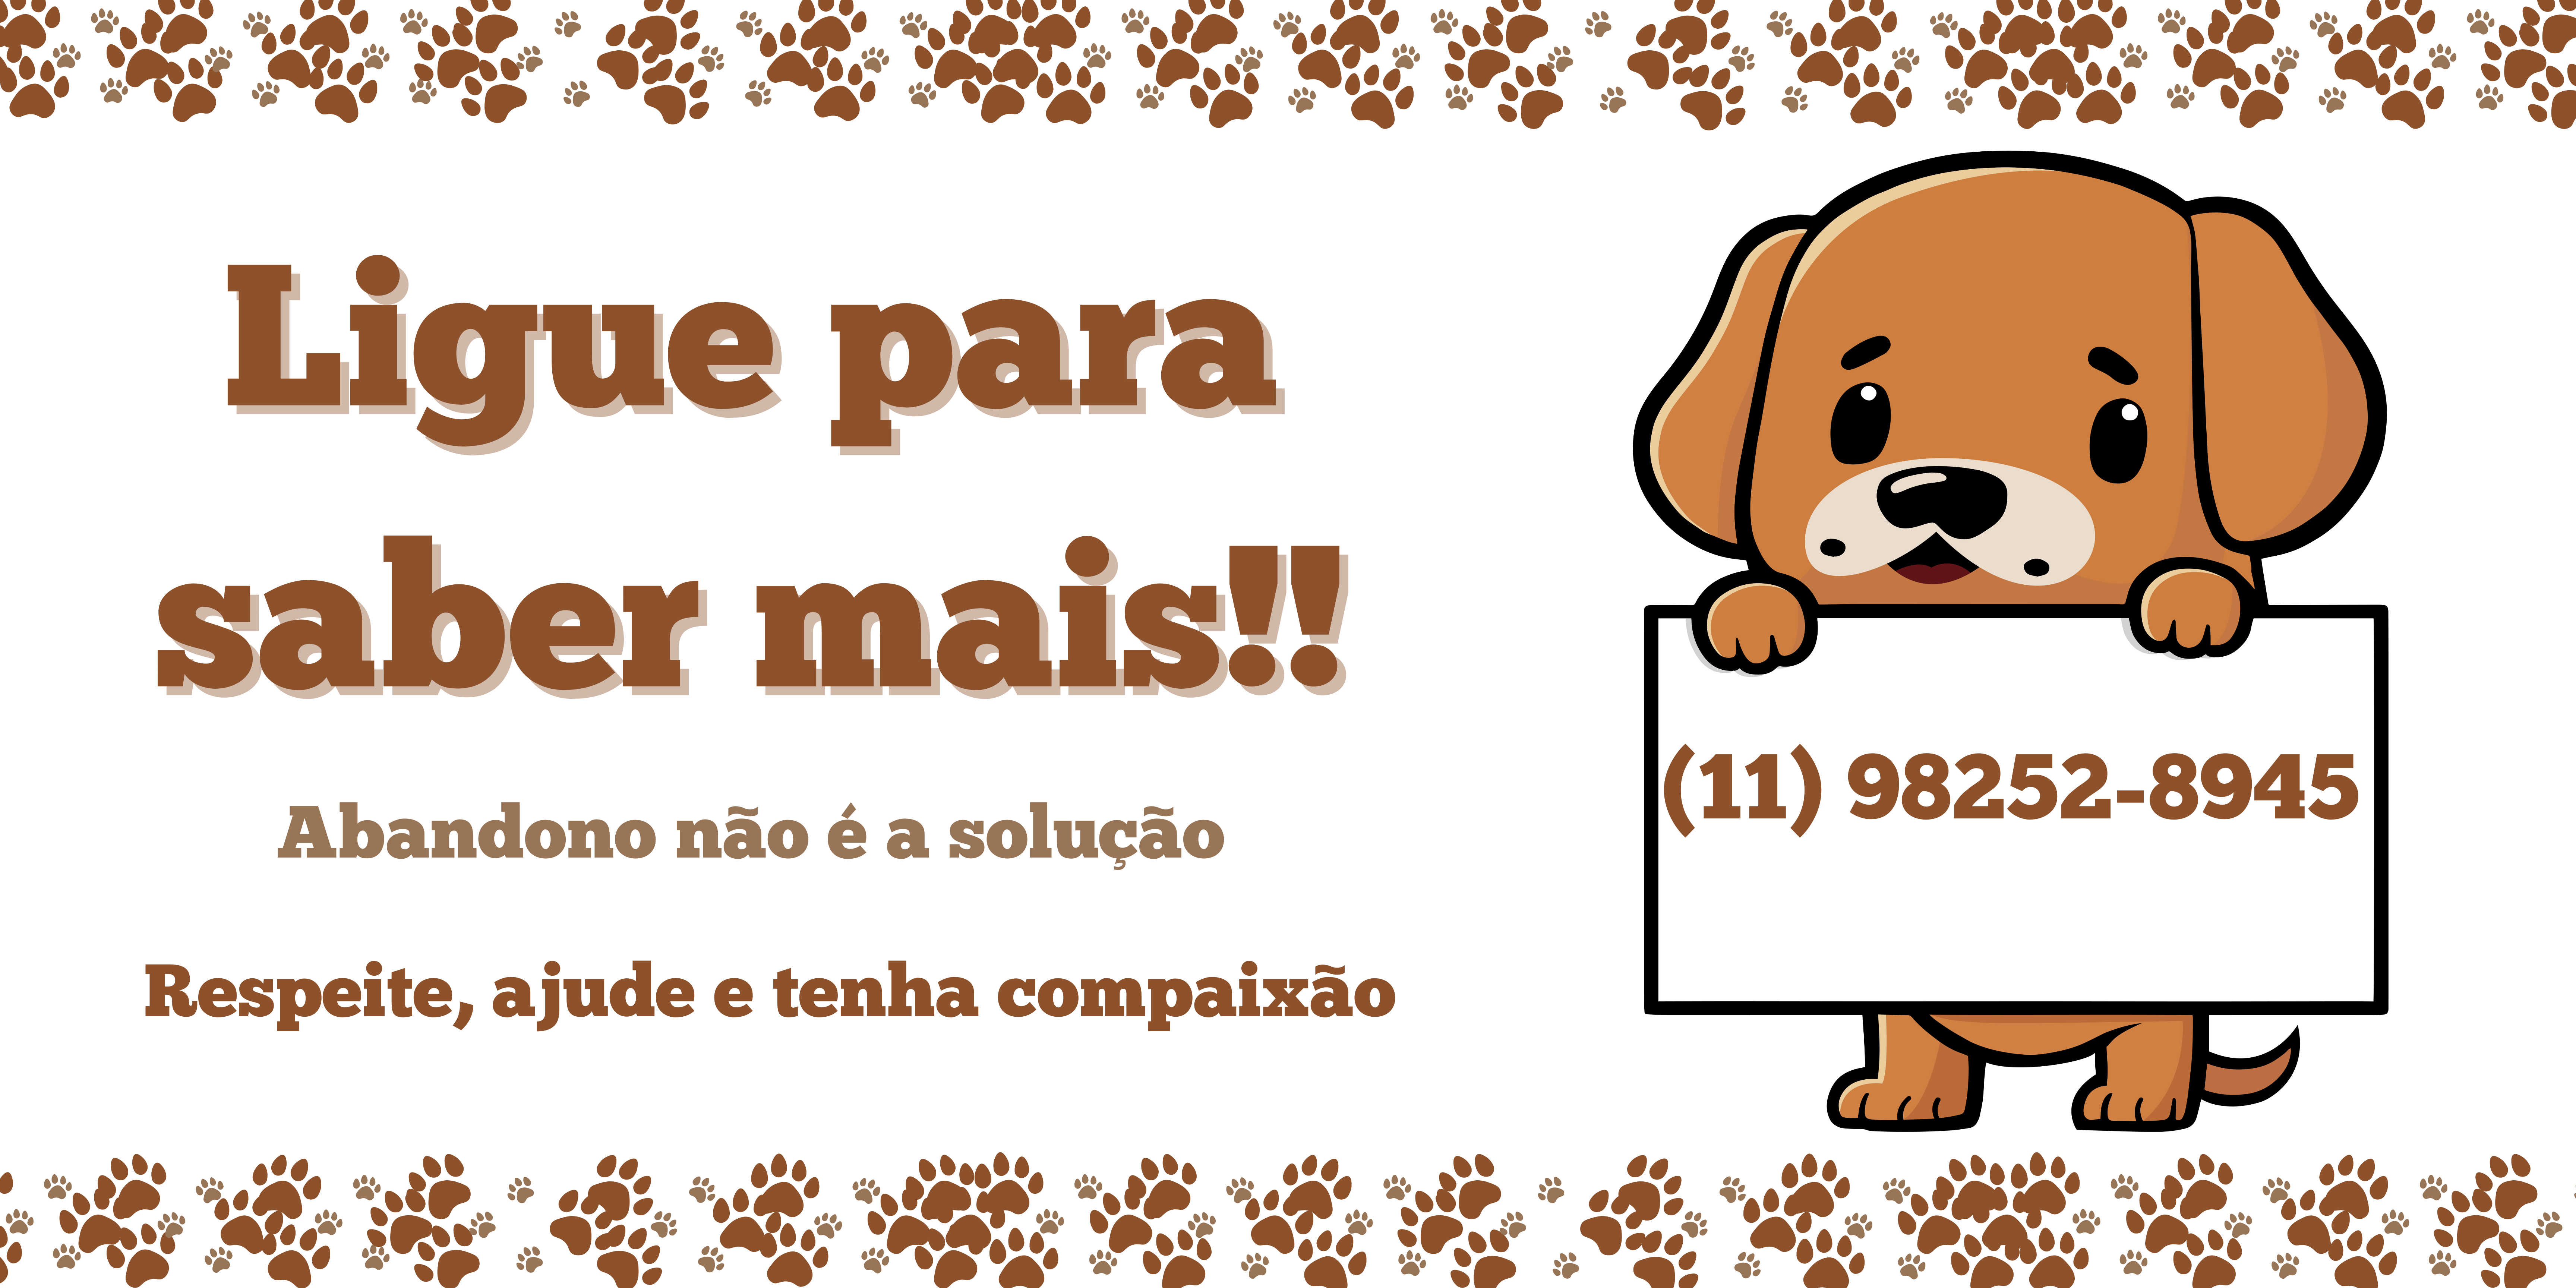 Ligue para
saber mais!!
Abandono não é a solução
Respeite, ajude e tenha compaixão
(11) 98252-8945